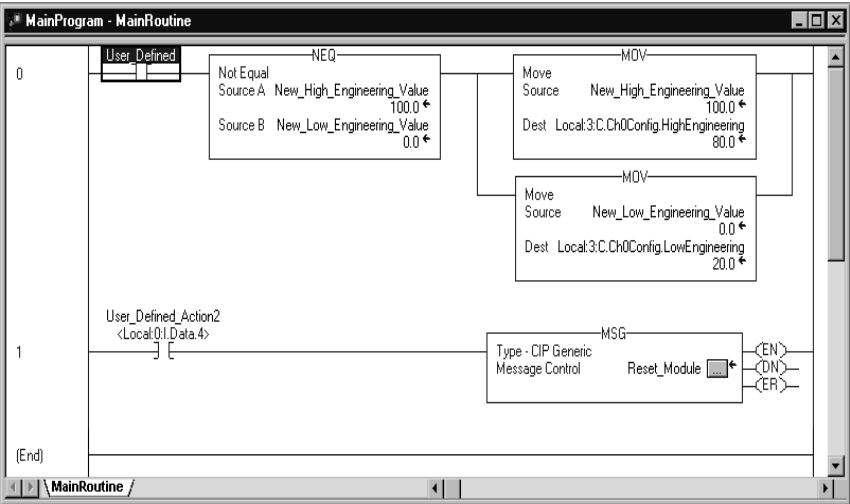 MainProgram - MainRoutine
0
User_Defined
NEQ
Not Equal
Source A New_High_Engineering_Value
100.0
Source B New_Low_Engineering_Value
0.0
MOV
Move
Source New_High_Engineering_Value
100.0
Dest Local:3:C.Ch0Config.HighEngineering
80.0
MOV
Move
Source New_Low_Engineering_Value
0.0
Dest Local:3:C.Ch0Config.LowEngineering
20.0
1
User_Defined_Action2
<Local:0:I.Data.4>
MSG
Type - CIP Generic
Message Control Reset_Module ...
EN
DN
ER
(End)
MainRoutine